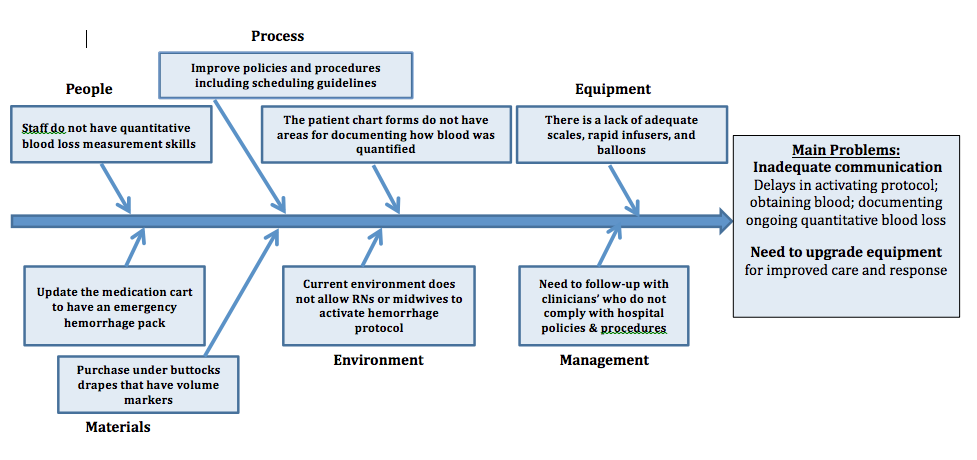 Process
Improve policies and procedures
including scheduling guidelines
People
Staff do not have quantitative
blood loss measurement skills
The patient chart forms do not have
areas for documenting how blood was
quantified
Equipment
There is a lack of adequate
scales, rapid infusers, and
balloons
Main Problems:
Inadequate communication
Delays in activating protocol;
obtaining blood; documenting
ongoing quantitative blood loss
Need to upgrade equipment
for improved care and response
Update the medication cart
to have an emergency
hemorrhage pack
Purchase under buttocks
drapes that have volume
markers
Materials
Current environment does
not allow RNs or midwives to
activate hemorrhage
protocol
Environment
Need to follow-up with
clinicians’ who do not
comply with hospital
policies & procedures
Management